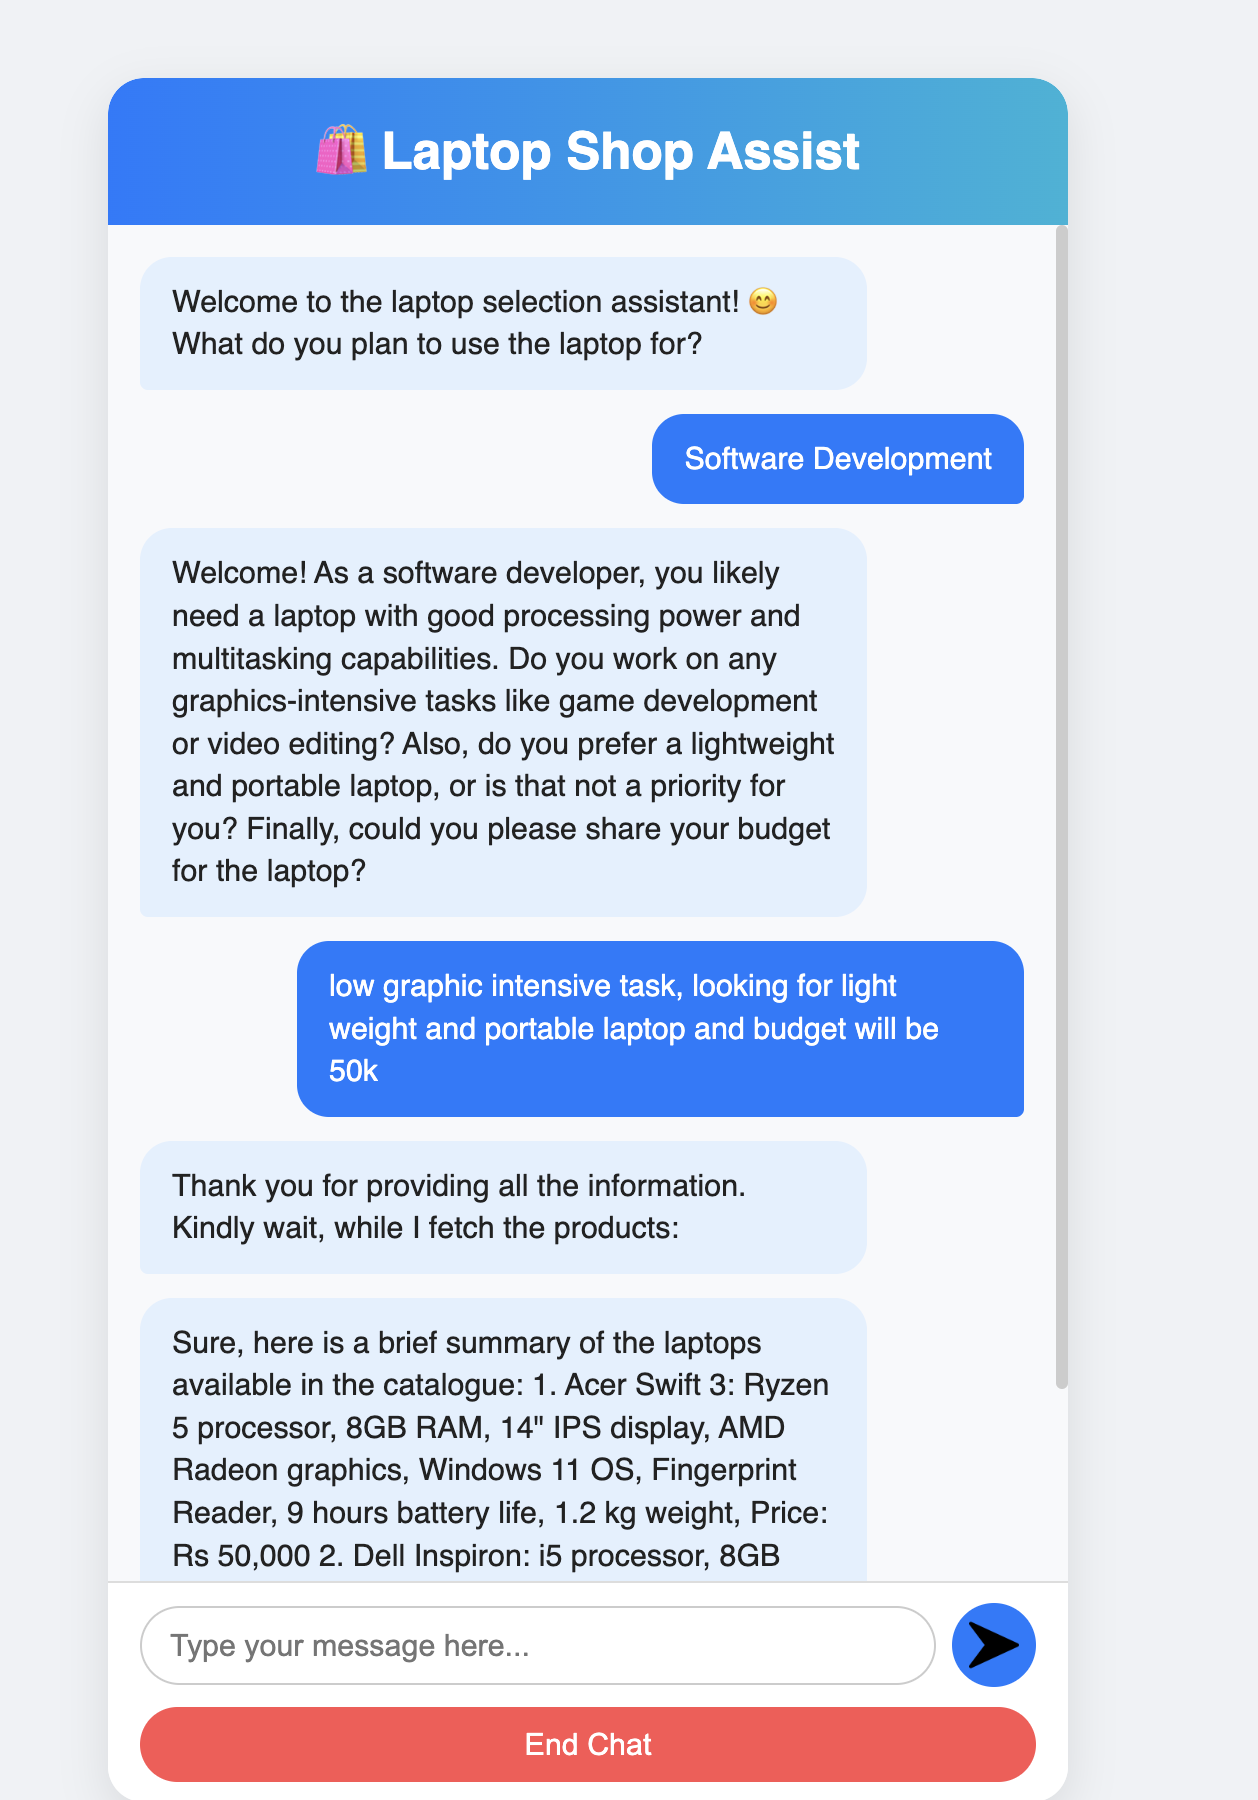 🛍️ Laptop Shop Assist
Welcome to the laptop selection assistant! 😊
What do you plan to use the laptop for?
Software Development
Welcome! As a software developer, you likely
need a laptop with good processing power and
multitasking capabilities. Do you work on any
graphics-intensive tasks like game development
or video editing? Also, do you prefer a lightweight
and portable laptop, or is that not a priority for
you? Finally, could you please share your budget
for the laptop?
low graphic intensive task, looking for light
weight and portable laptop and budget will be
50k
Thank you for providing all the information.
Kindly wait, while I fetch the products:
Sure, here is a brief summary of the laptops
available in the catalogue: 1. Acer Swift 3: Ryzen
5 processor, 8GB RAM, 14" IPS display, AMD
Radeon graphics, Windows 11 OS, Fingerprint
Reader, 9 hours battery life, 1.2 kg weight, Price:
Rs 50,000 2. Dell Inspiron: i5 processor, 8GB
Type your message here...
End Chat